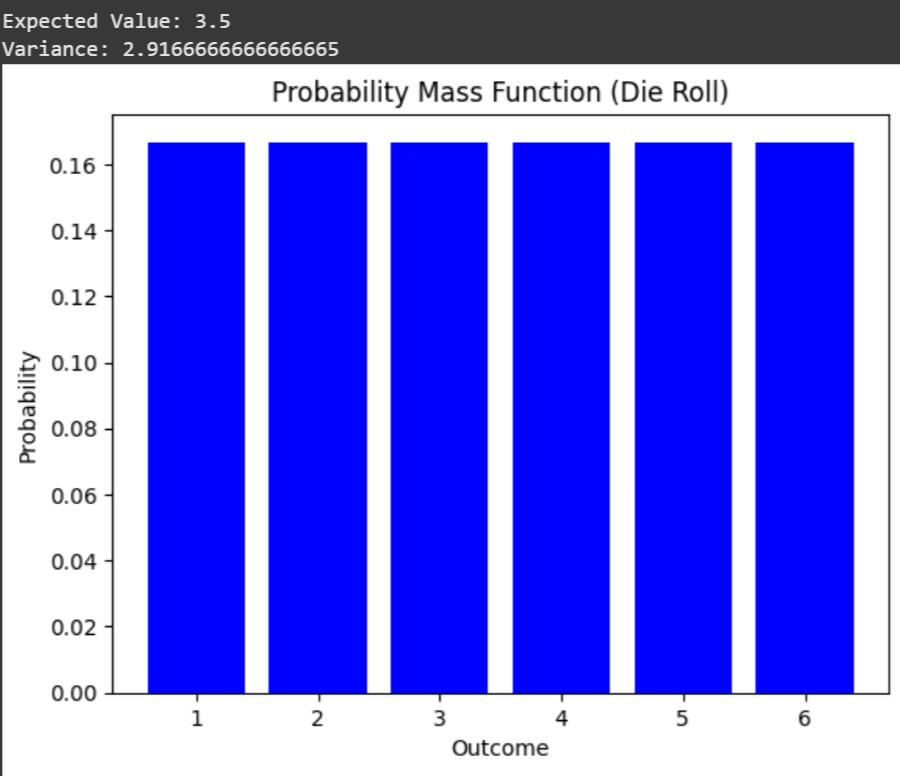 Expected Value: 3.5
Variance: 2.9166666666666665
Probability Mass Function (Die Roll)
Probability
0.16
0.14
0.12
0.10
0.08
0.06
0.04
0.02
0.00
1 2 3 4 5 6
Outcome